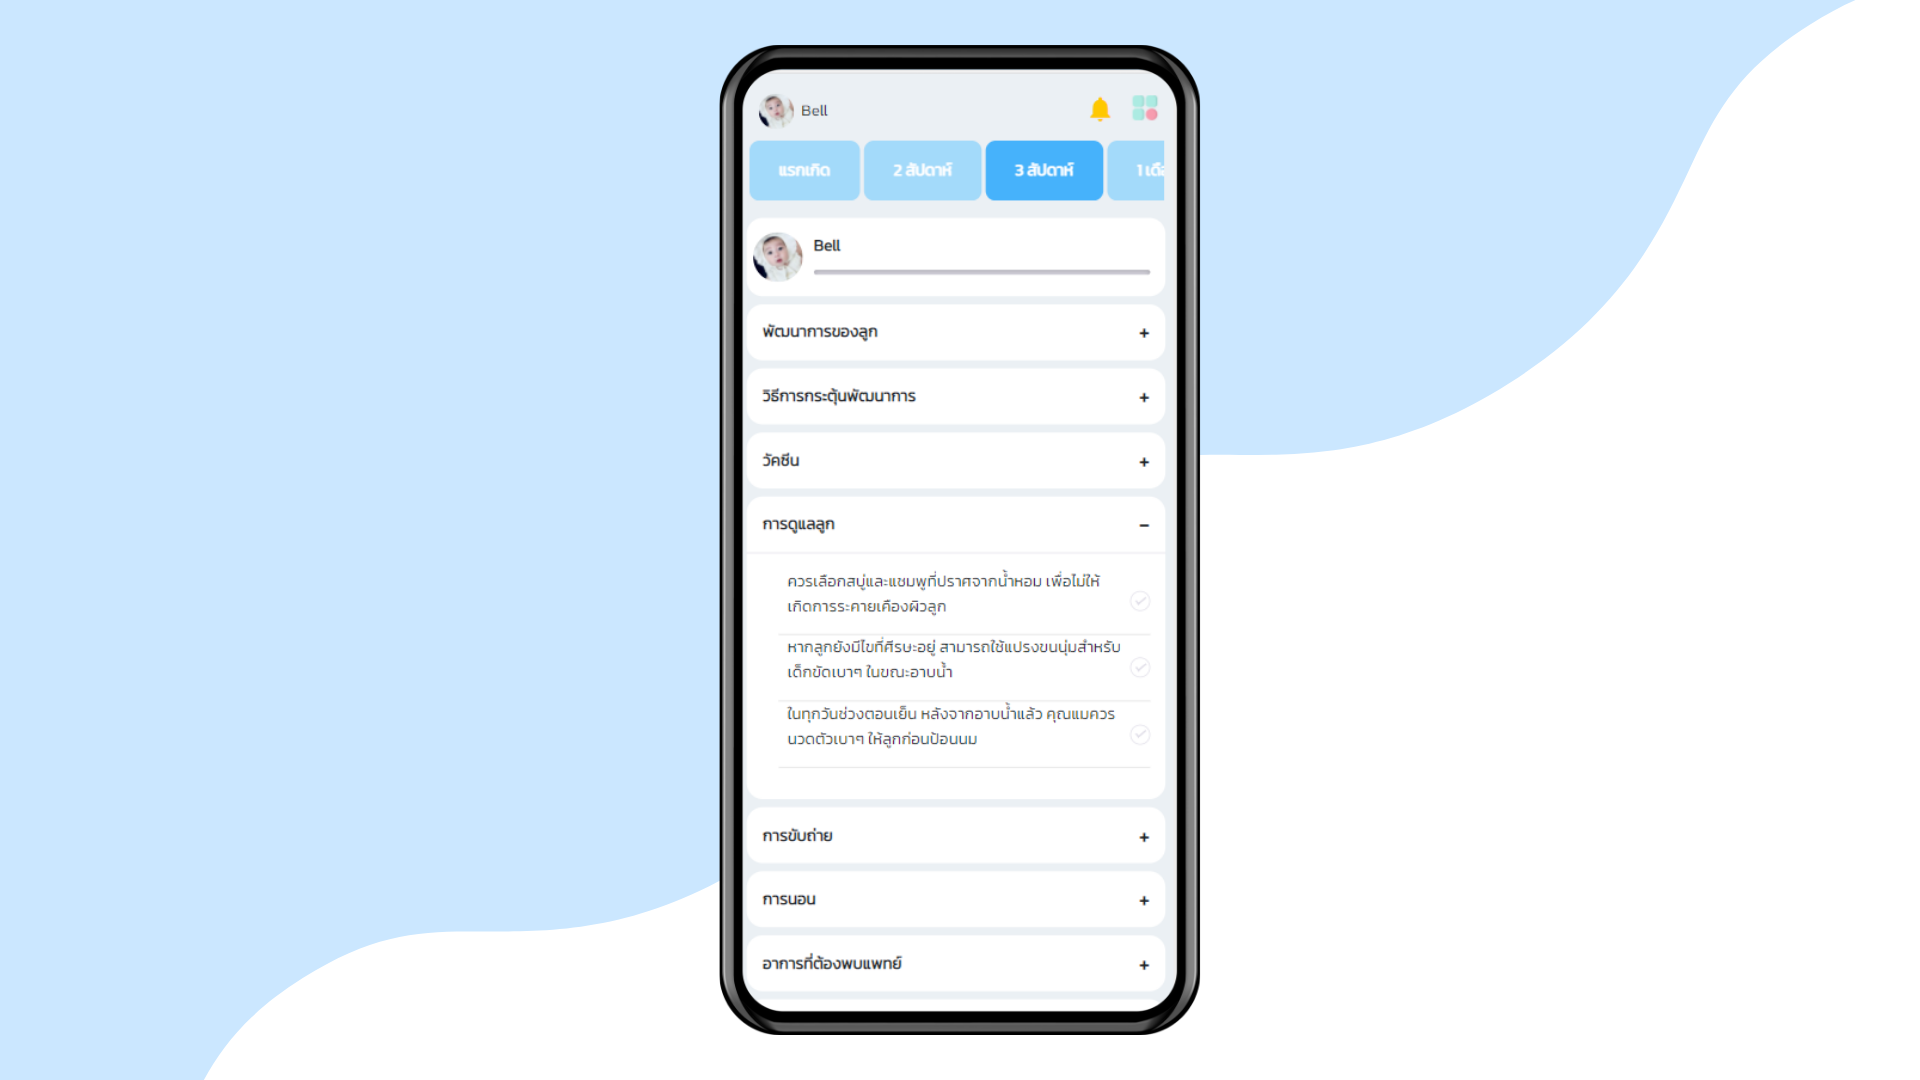 Bell
แรกเกิด
2 สัปดาห์
3 สัปดาห์
1
Bell
พัฒนาการของลูก
+
วิธีการกระตุ้นพัฒนาการ
+
วัคซีน
+
การดูแลลูก
-
ควรเลือกสบู่และแชมพูที่ปราศจากน้ำหอม เพื่อไม่ให้
เกิดการระคายเคืองผิวลูก
หากลูกยังมีไขที่ศีรษะอยู่ สามารถใช้แปรงขนนุ่มสำหรับ
เด็กขัดเบาๆ ในขณะอาบน้ำ
ในทุกวันช่วงตอนเย็น หลังจากอาบน้ำแล้ว คุณแมควร
นวดตัวเบาๆ ให้ลูกก่อนป้อนนม
การขับถ่าย
+
การนอน
+
อาการที่ต้องพบแพทย์
+